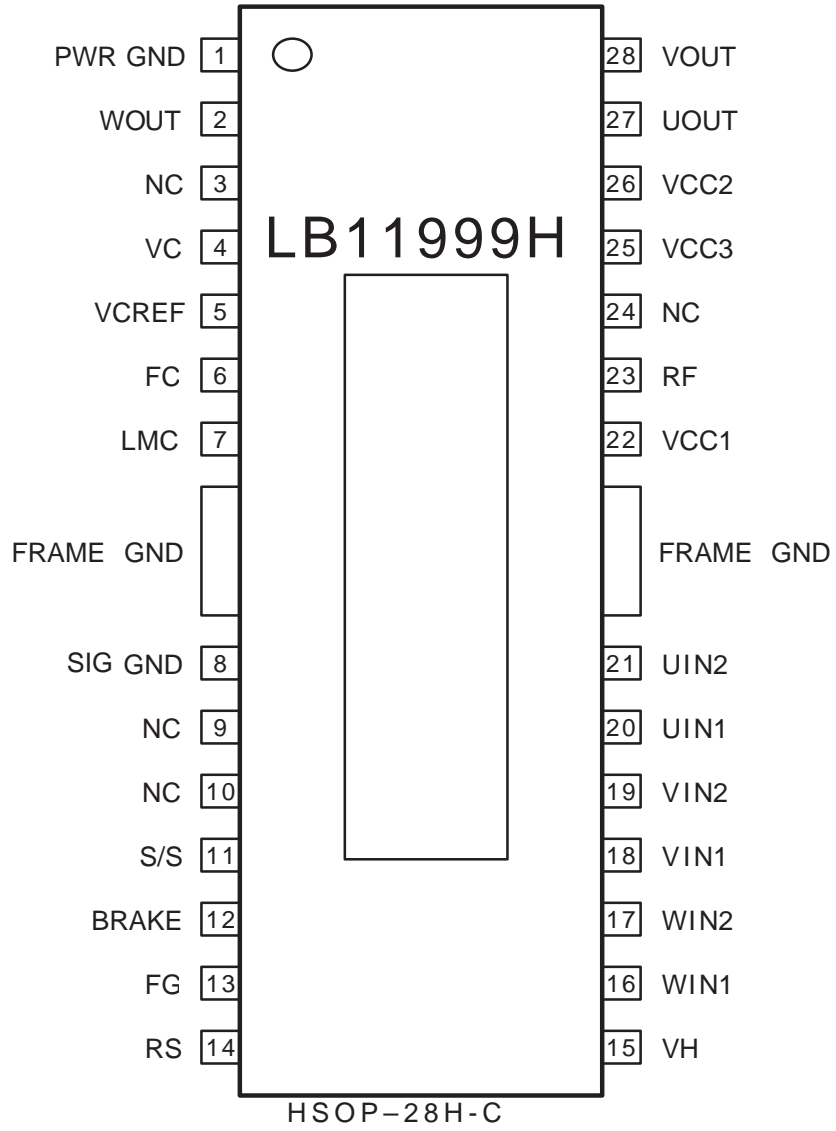 PWR GND 1 28 VOUT
WOUT 2 27 UOUT
NC 3 26 VCC2
LB11999H
VC 4 25 VCC3
VCREF 5 24 NC
FC 6 23 RF
LMC 7 22 VCC1
FRAME GND FRAME GND
SIG GND 8 21 UIN2
NC 9 20 UIN1
NC 10 19 VIN2
S/S 11 18 VIN1
BRAKE 12 17 WIN2
FG 13 16 WIN1
RS 14 15 VH
HSOP–28H-C